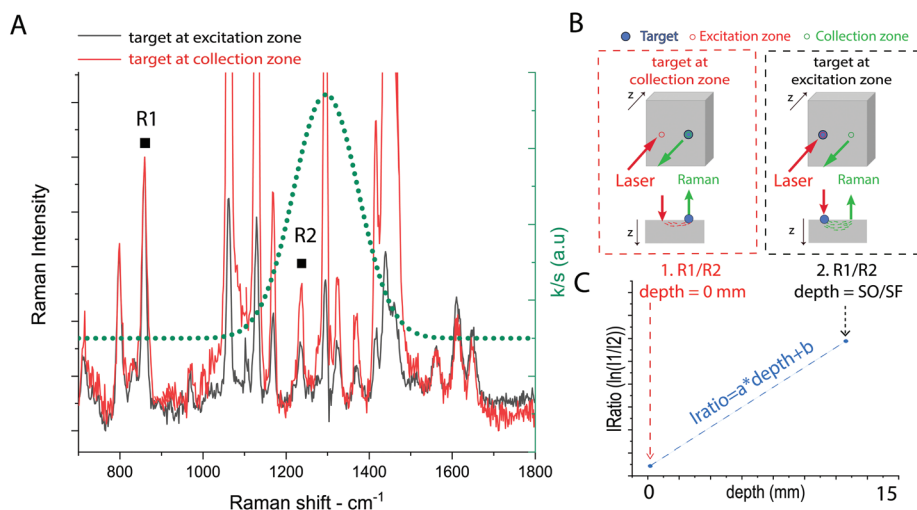 A
target at excitation zone
target at collection zone
R1
R2
Raman Intensity
k/s (a.u)
800 1000 1200 1400 1600 1800
Raman shift - cm-1
B
Target Excitation zone Collection zone
target at
collection zone
z
Laser
Raman
z
target at
excitation zone
z
Laser
Raman
z
C
1. R1/R2
depth = 0 mm
2. R1/R2
depth = SO/SF
IRatio (ln(I1/I2))
Iratio=a*depth+b
0 depth (mm) 15